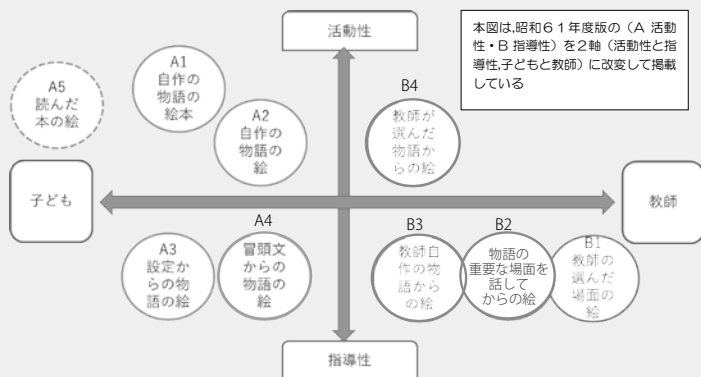 活動性
本図は,昭和61年度版の(A 活動
性・B 指導性)を2軸(活動性と指
導性,子どもと教師)に改変して掲載
している
A5
読んだ
本の絵
A1
自作の
物語の
絵本
A2
自作の
物語の
絵
B4
教師が
選んだ
物語か
らの絵
子ども
教師
A3
設定か
らの物
語の絵
A4
冒頭文
からの
物語の
絵
B3
教師自
作の物
語から
の絵
B2
物語の
重要な場面を
話して
からの絵
B1
教師の
選んだ
場面の
絵
指導性